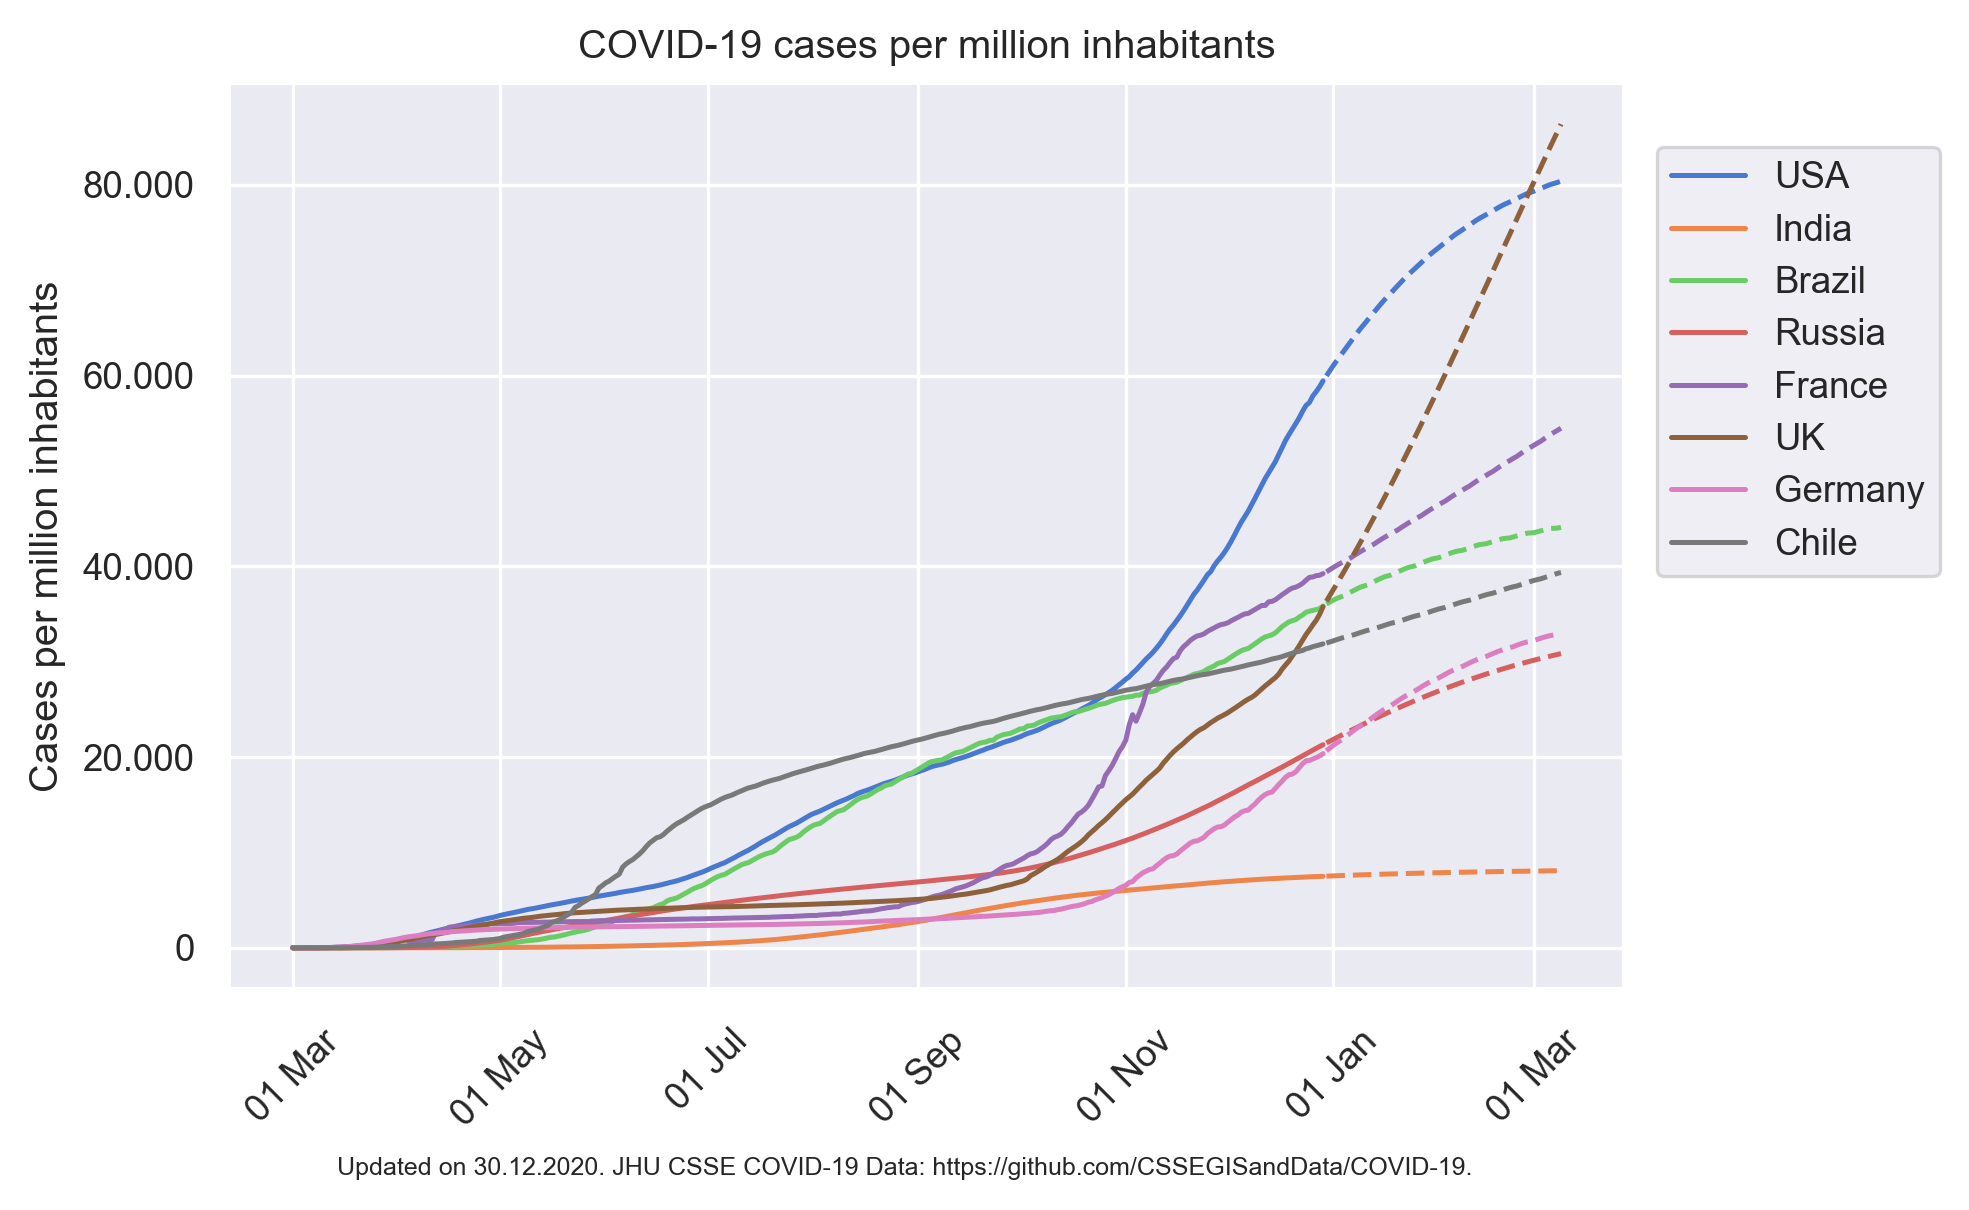 COVID-19 cases per million inhabitants
Cases per million inhabitants
80.000
60.000
40.000
20.000
0
01 Mar
01 May
01 Jul
01 Sep
01 Nov
01 Jan
01 Mar
USA
India
Brazil
Russia
France
UK
Germany
Chile
Updated on 30.12.2020. JHU CSSE COVID-19 Data: https://github.com/CSSEGISandData/COVID-19.